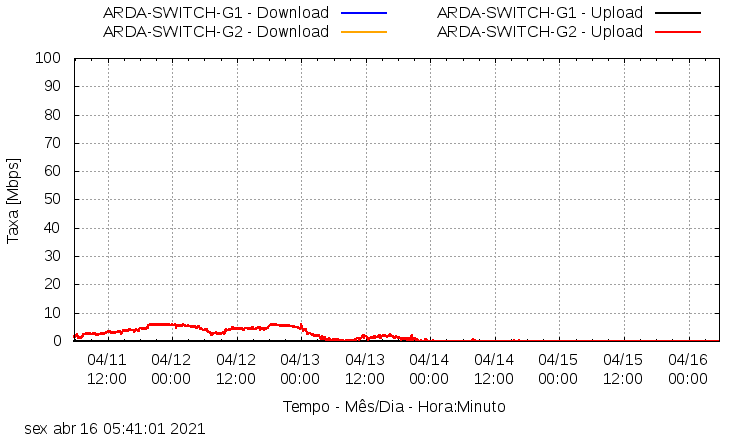 ARDA-SWITCH-G1 - Download ARDA-SWITCH-G1 - Upload
ARDA-SWITCH-G2 - Download ARDA-SWITCH-G2 - Upload
100
90
80
70
60
50
40
30
20
10
0
Taxa [Mbps]
04/11 04/12 04/12 04/13 04/13 04/14 04/14 04/15 04/15 04/16
12:00 00:00 12:00 00:00 12:00 00:00 12:00 00:00 12:00 00:00
Tempo - Mês/Dia - Hora:Minuto
sex abr 16 05:41:01 2021